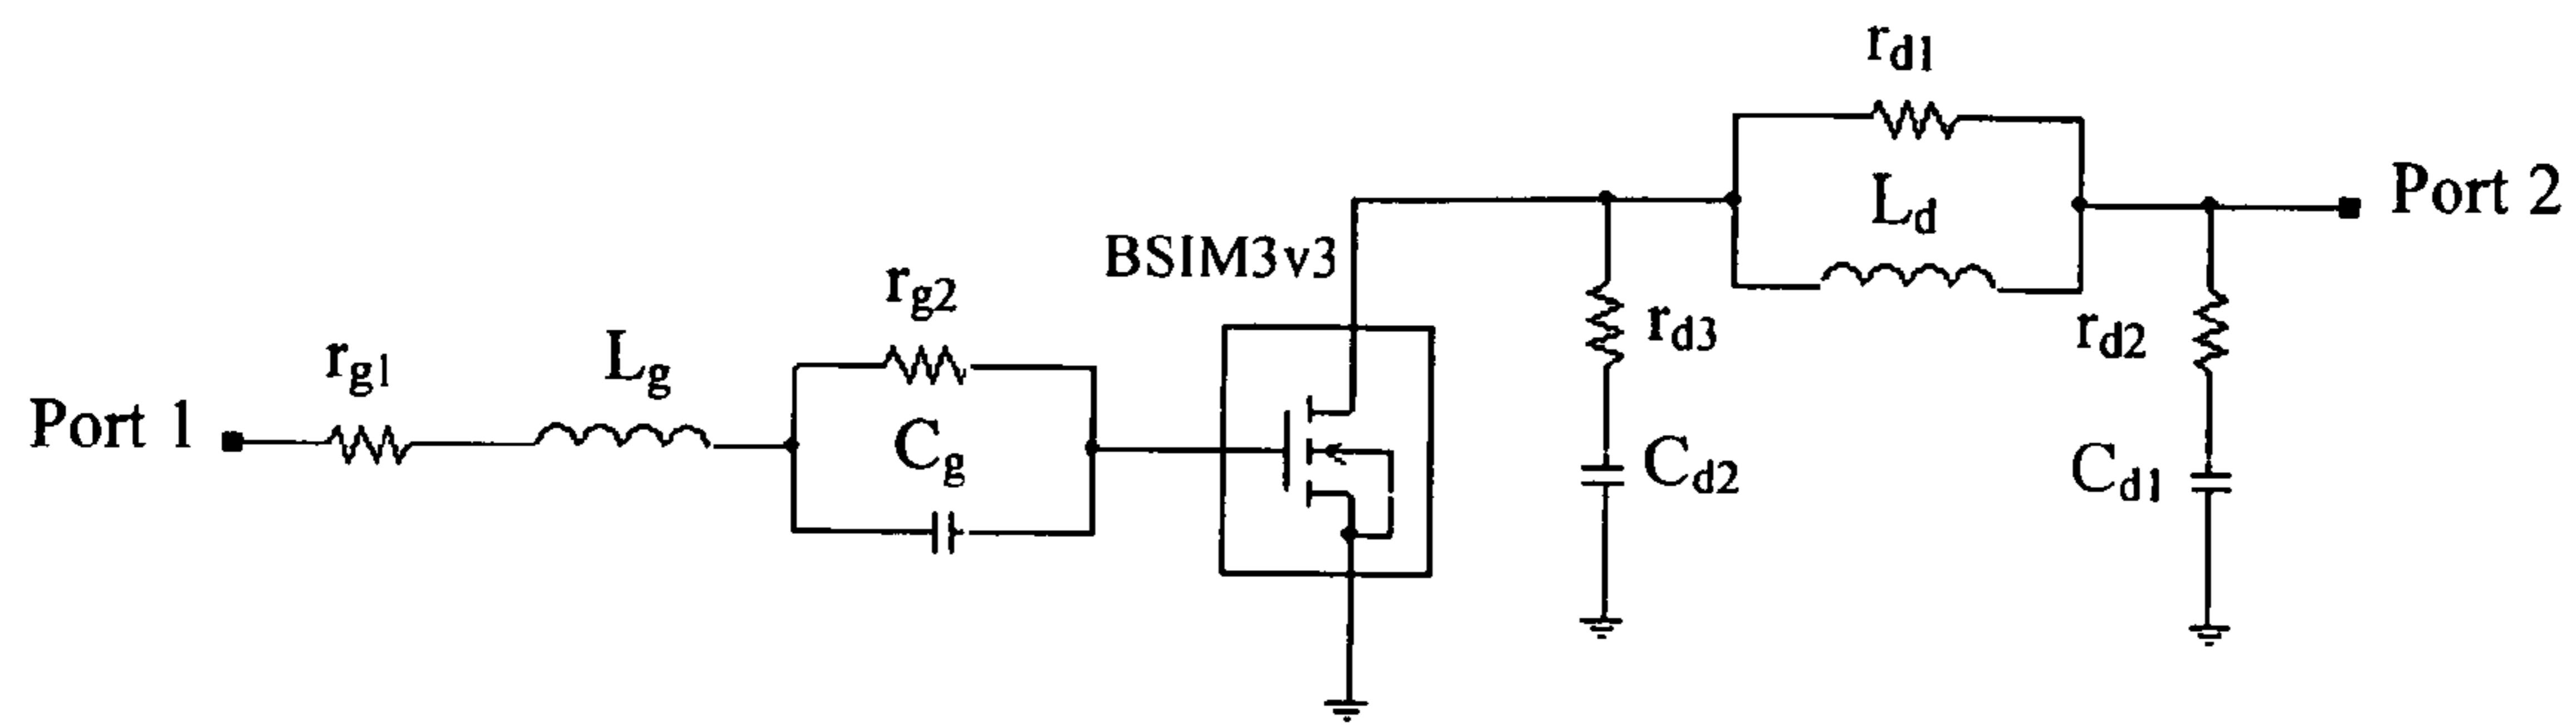 r_d1
Port 2
L_d
BSIM3v3
r_g2
r_d3
r_d2
r_g1
L_g
Port 1
C_g
C_d2
C_d1